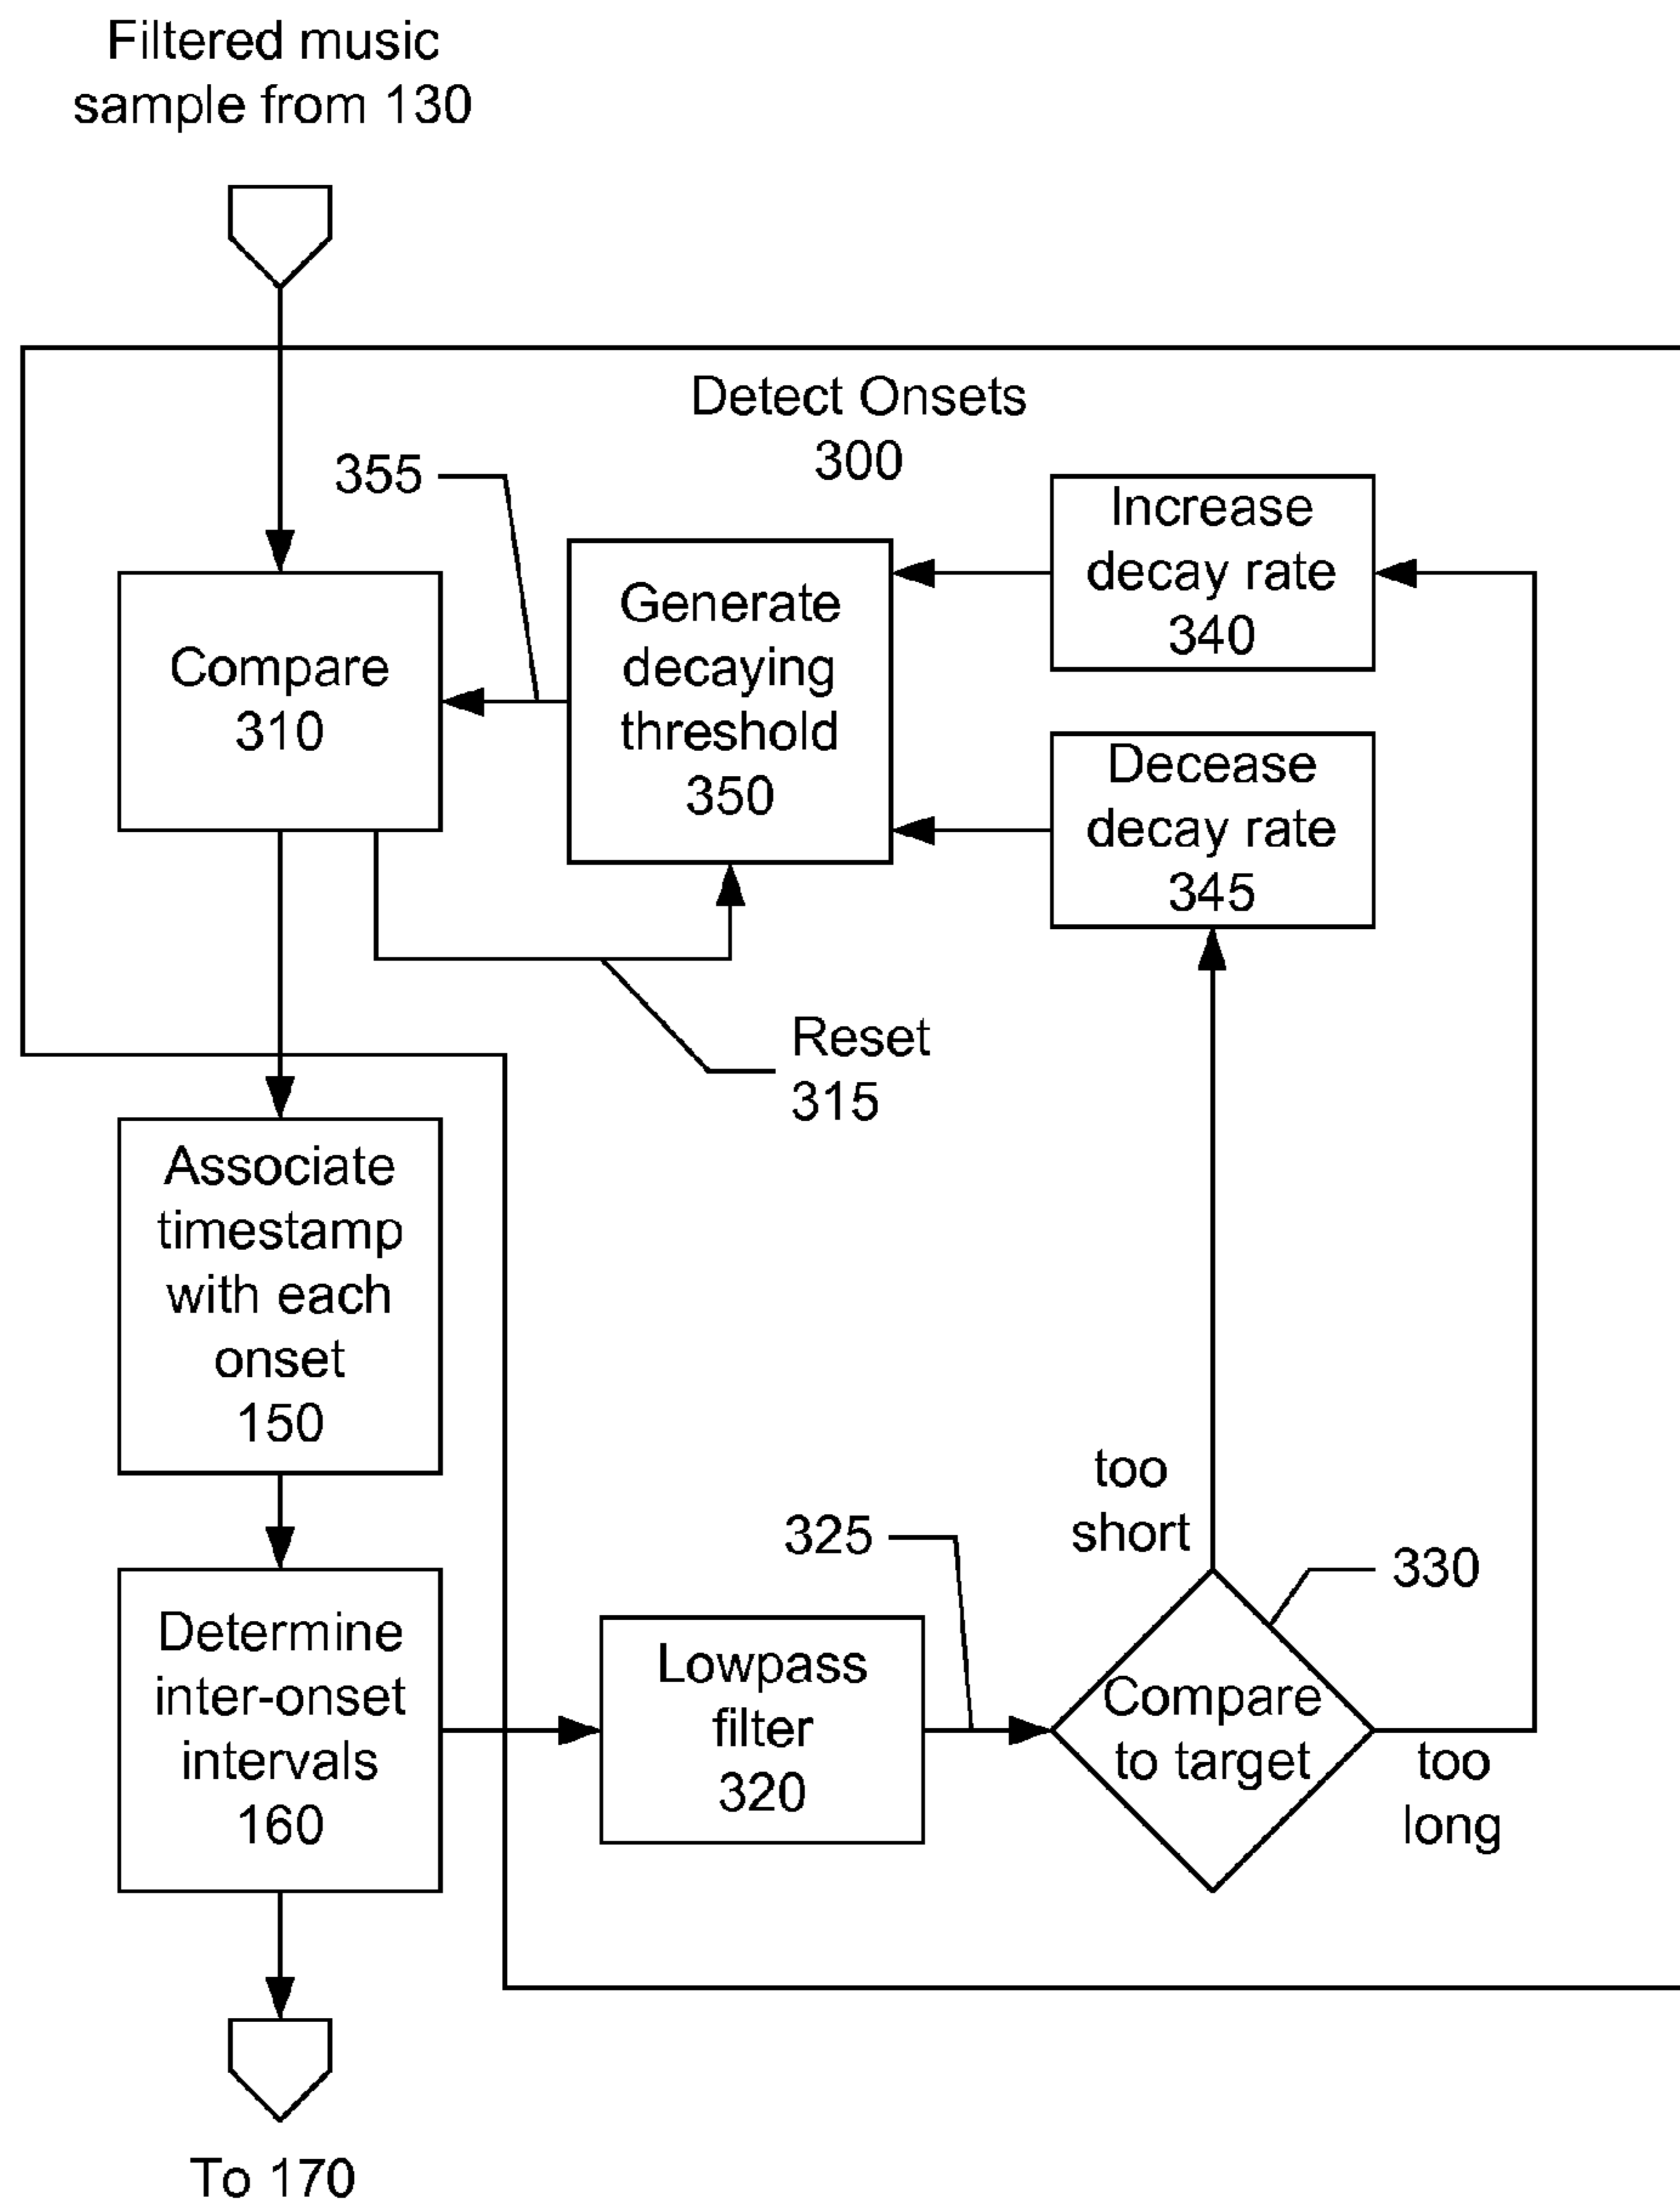 Filtered music
sample from 130
Detect Onsets
300
355
Increase
decay rate
340
Generate
decaying
threshold
350
Compare
310
Decease
decay rate
345
Reset
315
Associate
timestamp
with each
onset
150
too
short
325
330
Determine
inter-onset
intervals
160
Lowpass
filter
320
Compare
to target
too
long
To 170